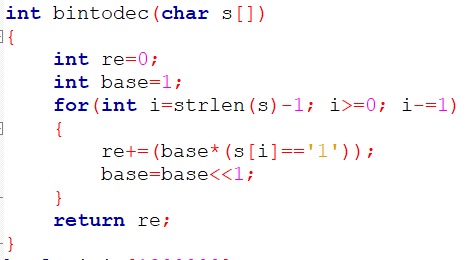 int bintodec(char s[])
{
    int re=0;
    int base=1;
    for(int i=strlen(s)-1; i>=0; i-=1)
    {
        re+=(base*(s[i]=='1'));
        base=base<<1;
    }
    return re;
}